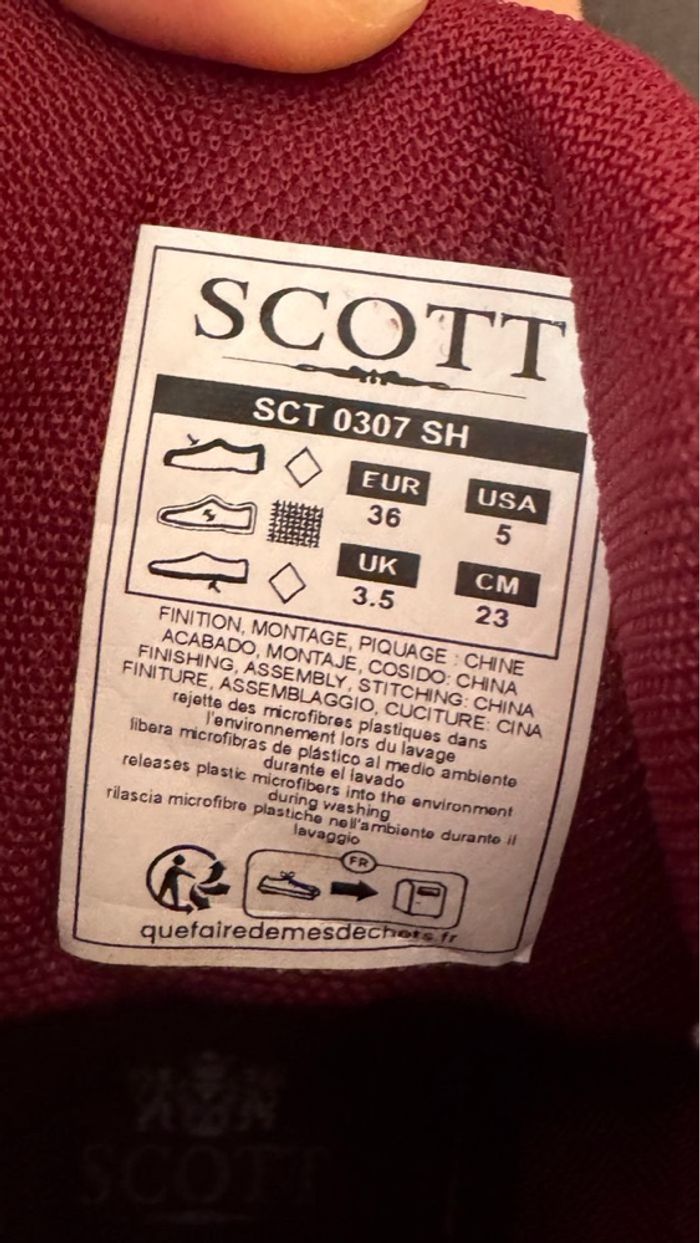 SCOTT
SCT 0307 SH
EUR USA
36 5
UK CM
3.5 23
FINITION, MONTAGE, PIQUAGE : CHINE
ACABADO, MONTAJE, COSIDO: CHINA
FINISHING, ASSEMBLY, STITCHING: CHINA
FINITURE, ASSEMBLAGGIO, CUCITURE: CINA
rejette des microfibres plastiques dans
l'environnement lors du lavage
libera microfibras de plástico al medio ambiente
durante el lavado
releases plastic microfibers into the environment
during washing
rilascia microfibre plastiche nell'ambiente durante il
lavaggio
FR
quefairedemesdechets.fr
SCOTT